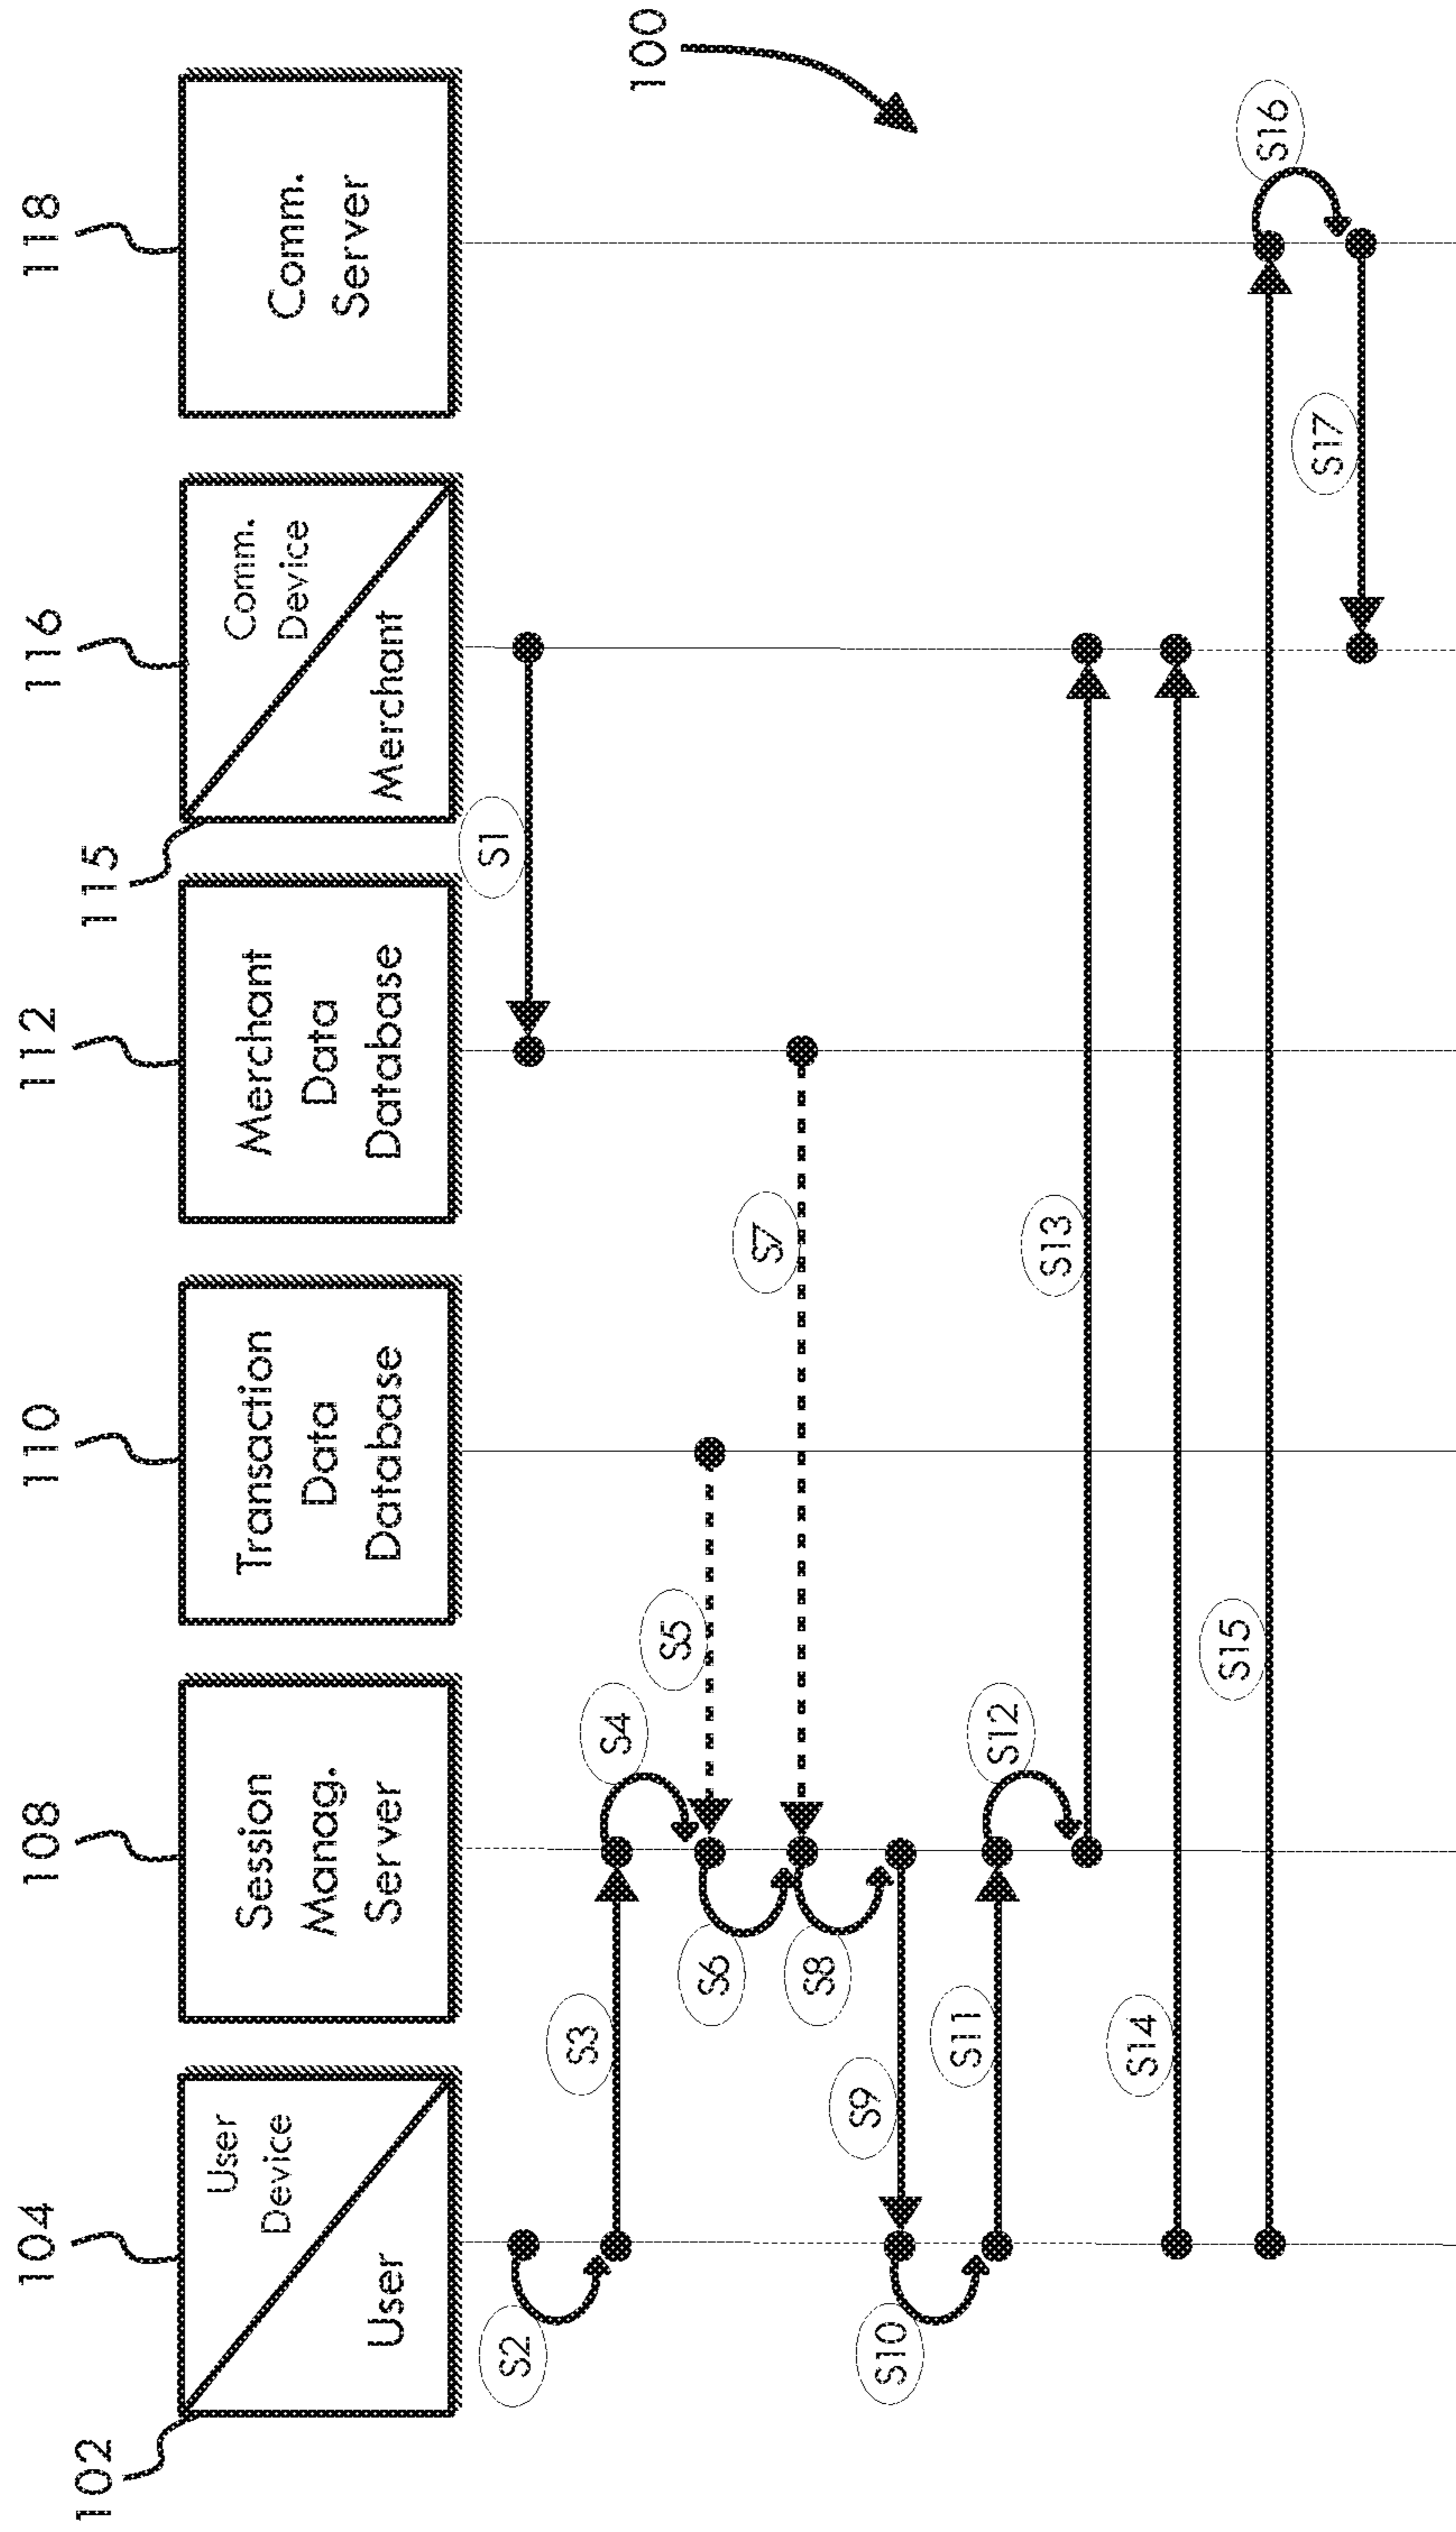 102
104
108
110
112
115
116
118
User
Device
User
Session
Manag.
Server
Transaction
Data
Database
Merchant
Data
Database
Comm.
Device
Merchant
Comm.
Server
100
S1
S2
S3
S4
S5
S6
S7
S8
S9
S10
S11
S12
S13
S14
S15
S16
S17